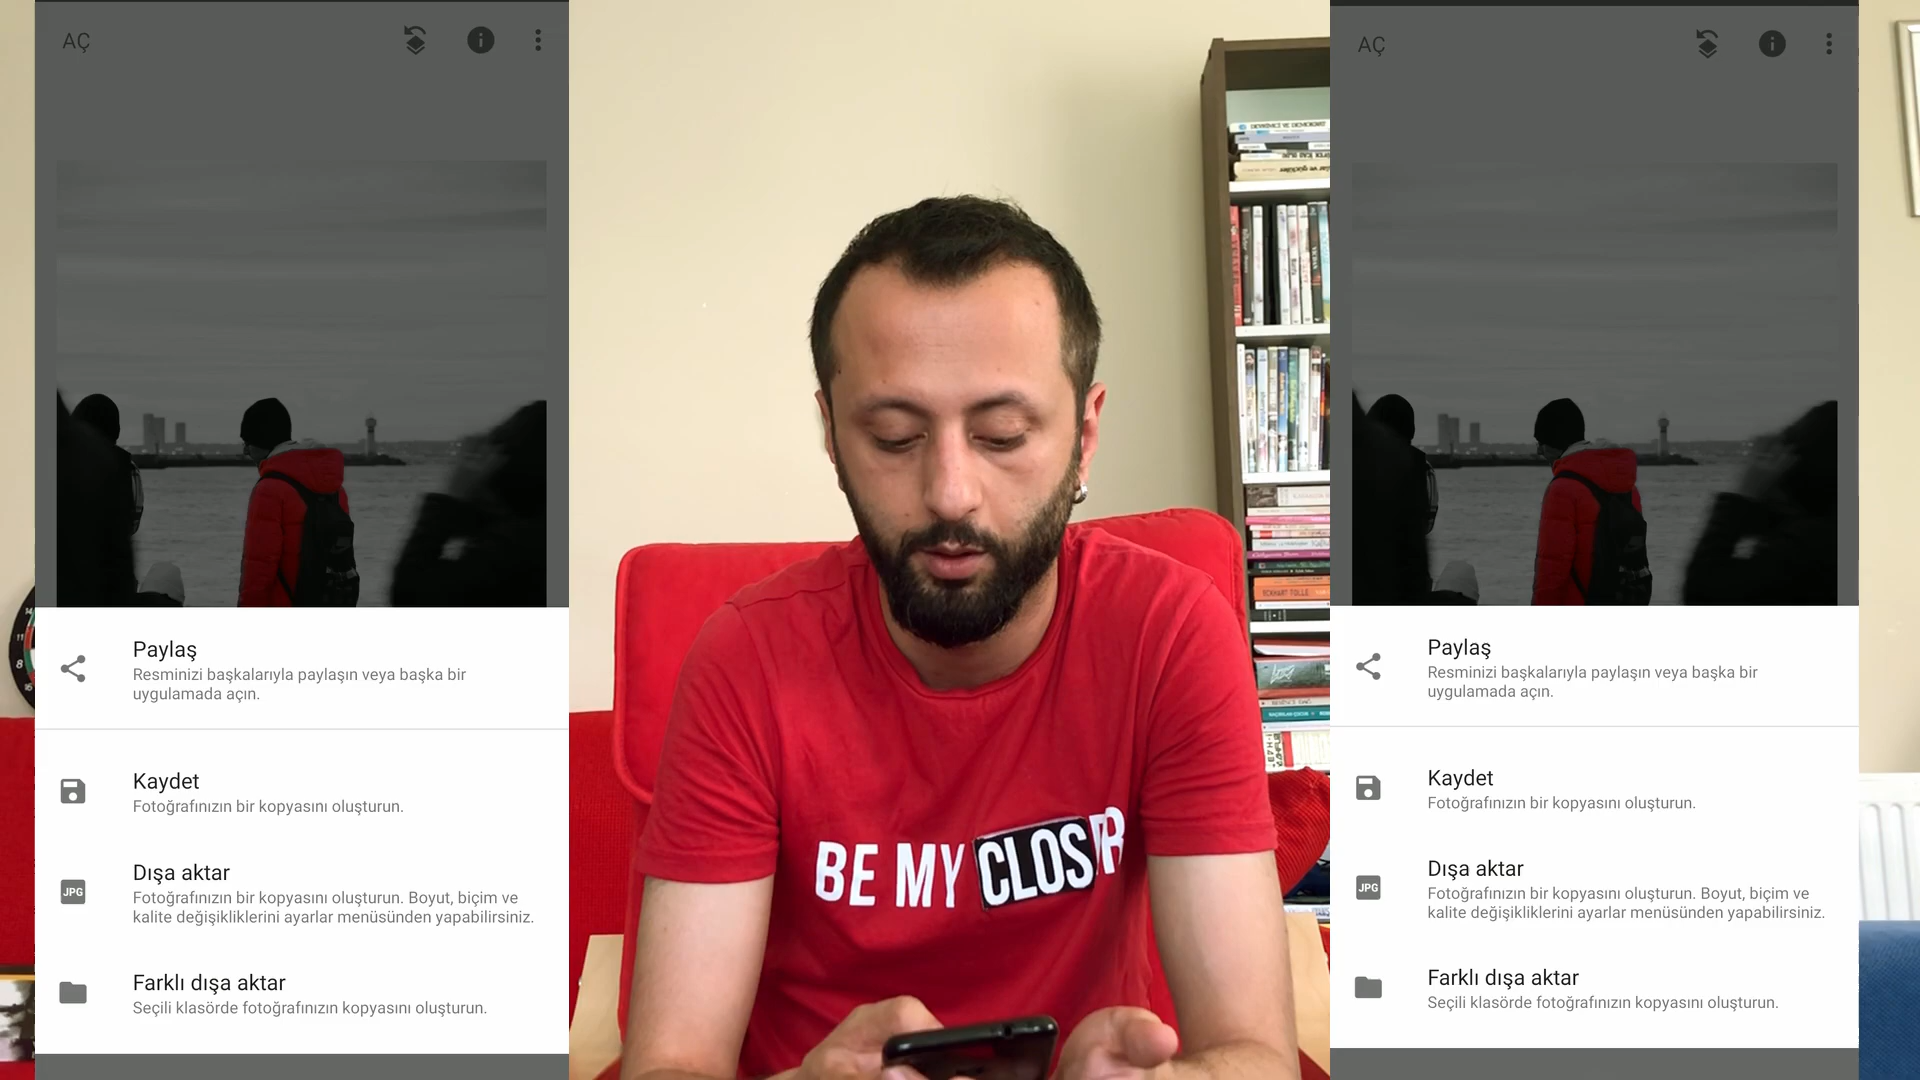 AÇ
Paylaş
Resminizi başkalarıyla paylaşın veya başka bir
uygulamada açın.
Kaydet
Fotoğrafınızın bir kopyasını oluşturun.
JPG
Dışa aktar
Fotoğrafınızın bir kopyasını oluşturun. Boyut, biçim ve
kalite değişikliklerini ayarlar menüsünden yapabilirsiniz.
Farklı dışa aktar
Seçili klasörde fotoğrafınızın kopyasını oluşturun.
BE MY CLOS
ECKHART TOLLE
AÇ
Paylaş
Resminizi başkalarıyla paylaşın veya başka bir
uygulamada açın.
Kaydet
Fotoğrafınızın bir kopyasını oluşturun.
JPG
Dışa aktar
Fotoğrafınızın bir kopyasını oluşturun. Boyut, biçim ve
kalite değişikliklerini ayarlar menüsünden yapabilirsiniz.
Farklı dışa aktar
Seçili klasörde fotoğrafınızın kopyasını oluşturun.